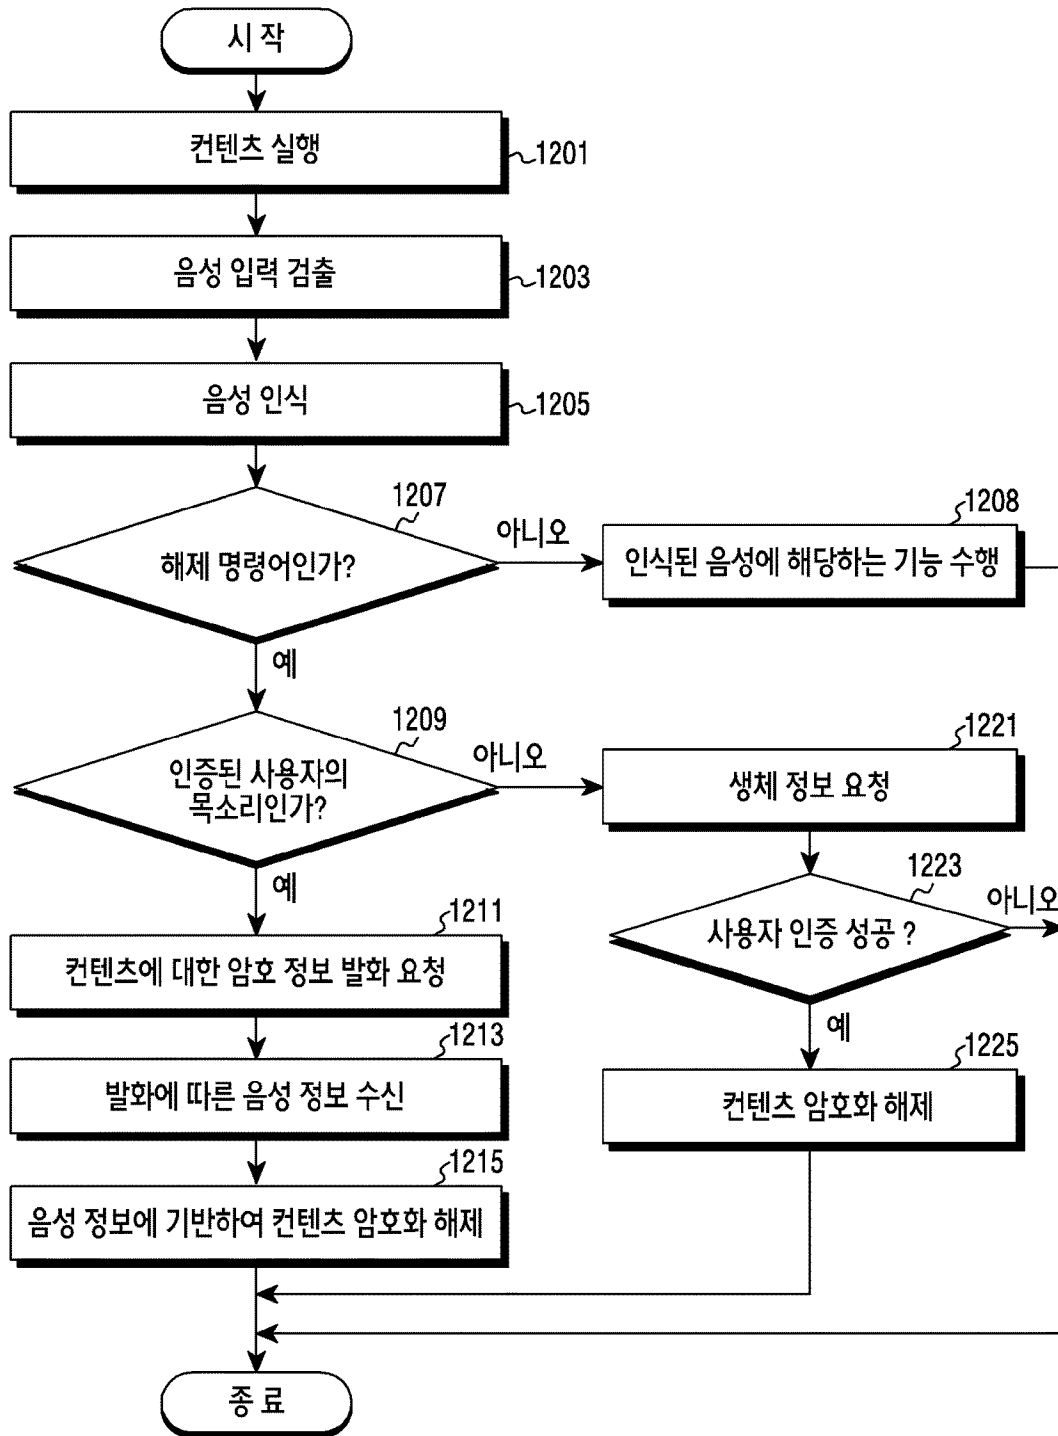 시 작
컨텐츠 실행
1201
음성 입력 검출
1203
음성 인식
1205
1207
해제 명령어인가?
아니오
1208
인식된 음성에 해당하는 기능 수행
예
1209
인증된 사용자의
목소리인가?
아니오
1221
생체 정보 요청
예
1223
사용자 인증 성공 ?
아니오
1211
컨텐츠에 대한 암호 정보 발화 요청
예
1213
발화에 따른 음성 정보 수신
1225
컨텐츠 암호화 해제
1215
음성 정보에 기반하여 컨텐츠 암호화 해제
종 료